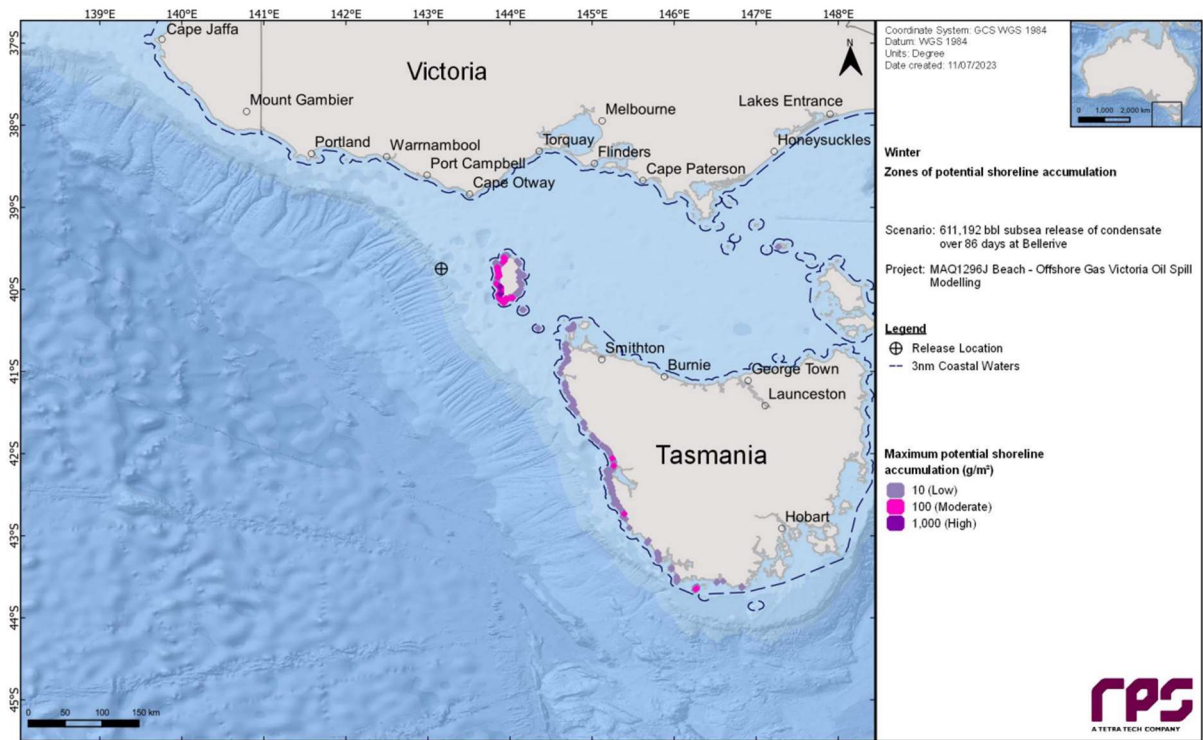 139°E 140°E 141°E 142°E 143°E 144°E 145°E 146°E 147°E 148°E
37°S
38°S
39°S
40°S
41°S
42°S
43°S
44°S
45°S
Cape Jaffa
Victoria
N
Mount Gambier
Melbourne
Lakes Entrance
Portland
Warrnambool
Torquay
Flinders
Honeysuckles
Port Campbell
Cape Paterson
Cape Otway
Smithton
Burnie
George Town
Launceston
Tasmania
Hobart
0 50 100 150 km
Coordinate System: GCS WGS 1984
Datum: WGS 1984
Units: Degree
Date created: 11/07/2023
0 1,000 2,000 km
Winter
Zones of potential shoreline accumulation
Scenario: 611,192 bbl subsea release of condensate
over 86 days at Bellerive
Project: MAQ1296J Beach - Offshore Gas Victoria Oil Spill
Modelling
Legend
Release Location
3nm Coastal Waters
Maximum potential shoreline
accumulation (g/m²)
10 (Low)
100 (Moderate)
1,000 (High)
rps
A TETRA TECH COMPANY